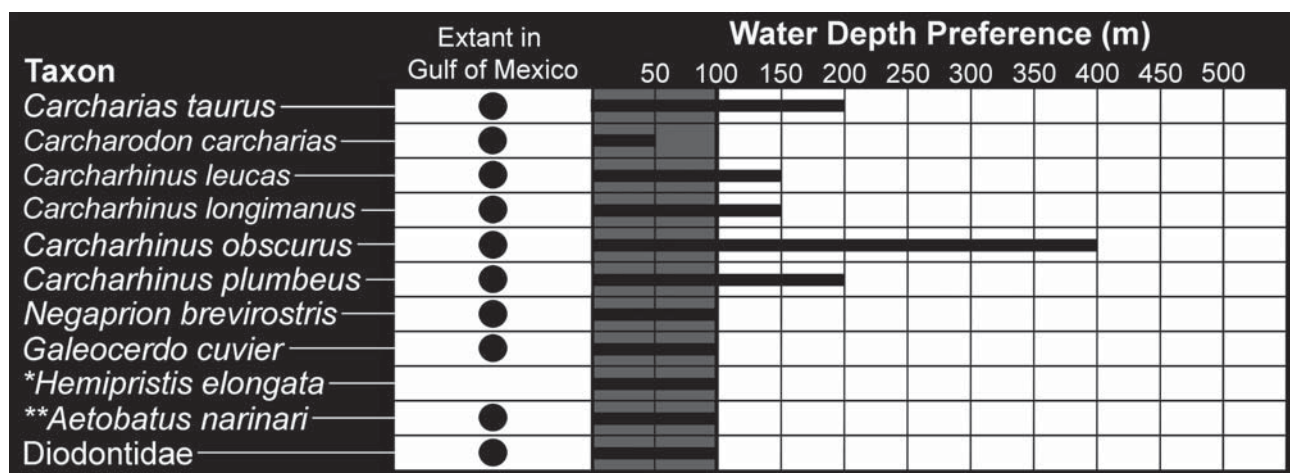 Extant in Water Depth Preference (m)
Taxon Gulf of Mexico 50 100 150 200 250 300 350 400 450 500
Carcharias taurus
Carcharodon carcharias
Carcharhinus leucas
Carcharhinus longimanus
Carcharhinus obscurus
Carcharhinus plumbeus
Negaprion brevirostris
Galeocerdo cuvier
*Hemipristis elongata
**Aetobatus narinari
Diodontidae